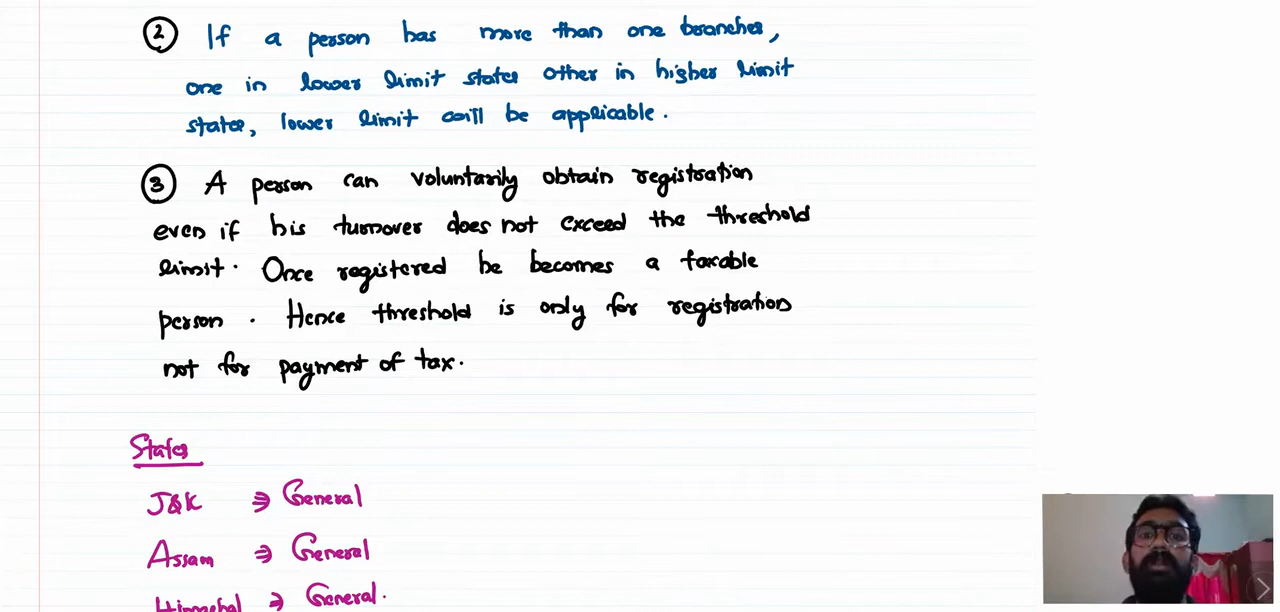 ② If a person has more than one branches,
one in lower limit states other in higher limit
states, lower limit will be applicable.
③ A person can voluntarily obtain registration
even if his turnover does not exceed the threshold
limit. Once registered he becomes a taxable
person. Hence threshold is only for registration
not for payment of tax.
States
J&K ⇒ General
Assam ⇒ General
Himachal ⇒ General.